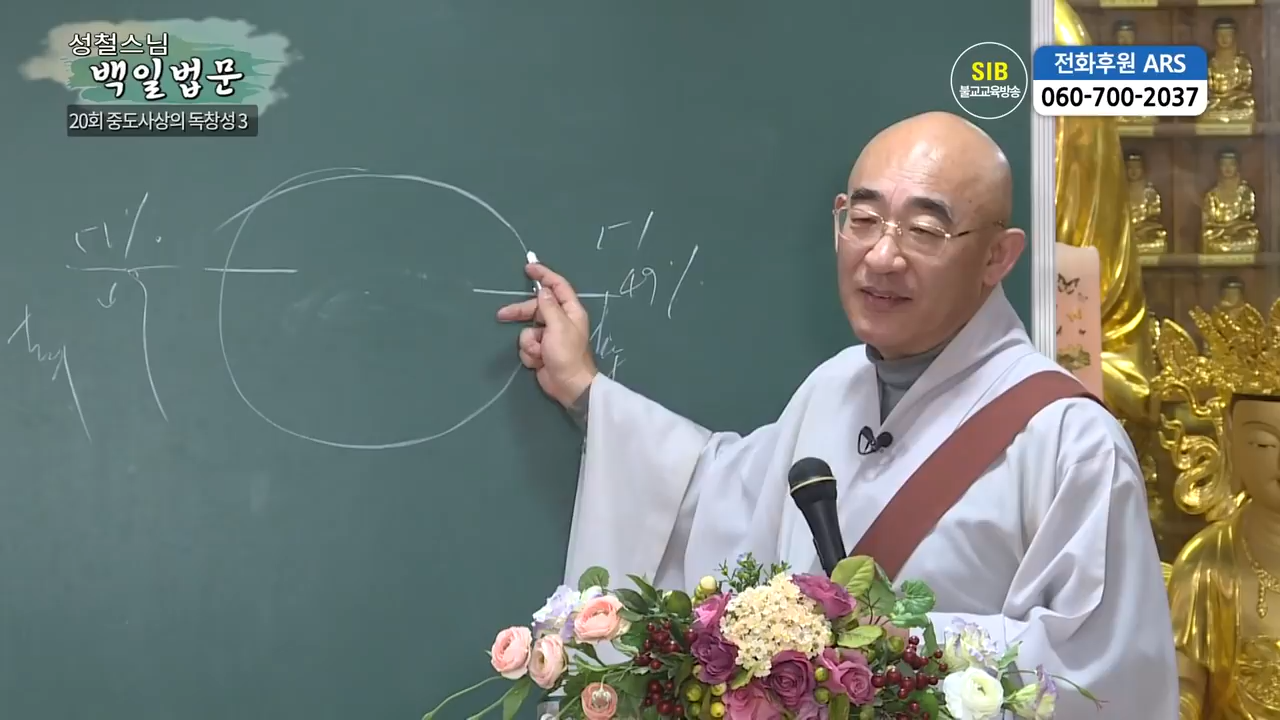 성철스님
백일법문
20회 중도사상의 독창성 3
SIB
불교교육방송
전화후원 ARS
060-700-2037
51%
49%